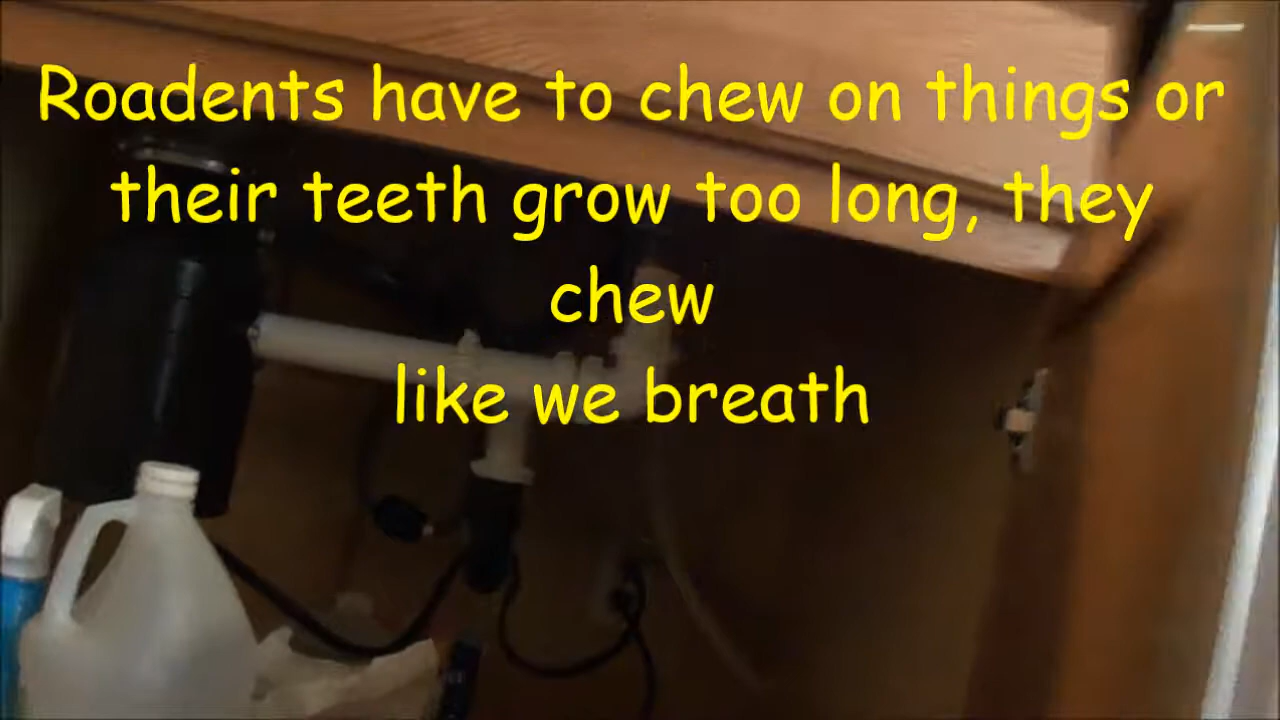 Roadents have to chew on things or
their teeth grow too long, they
chew
like we breath